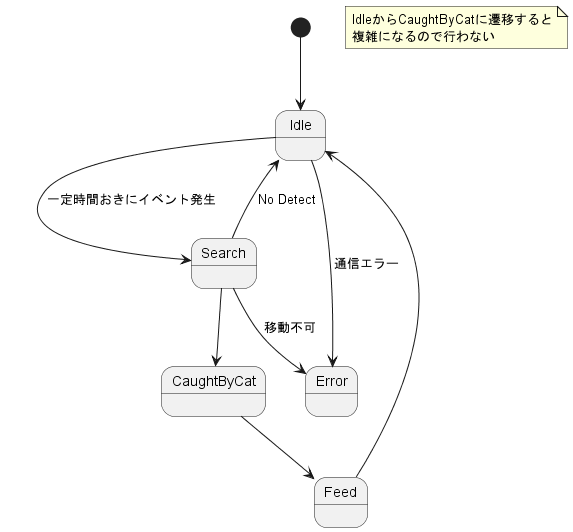 IdleからCaughtByCatに遷移すると
複雑になるので行わない
Idle
一定時間おきにイベント発生
No Detect
Search
通信エラー
移動不可
CaughtByCat
Error
Feed